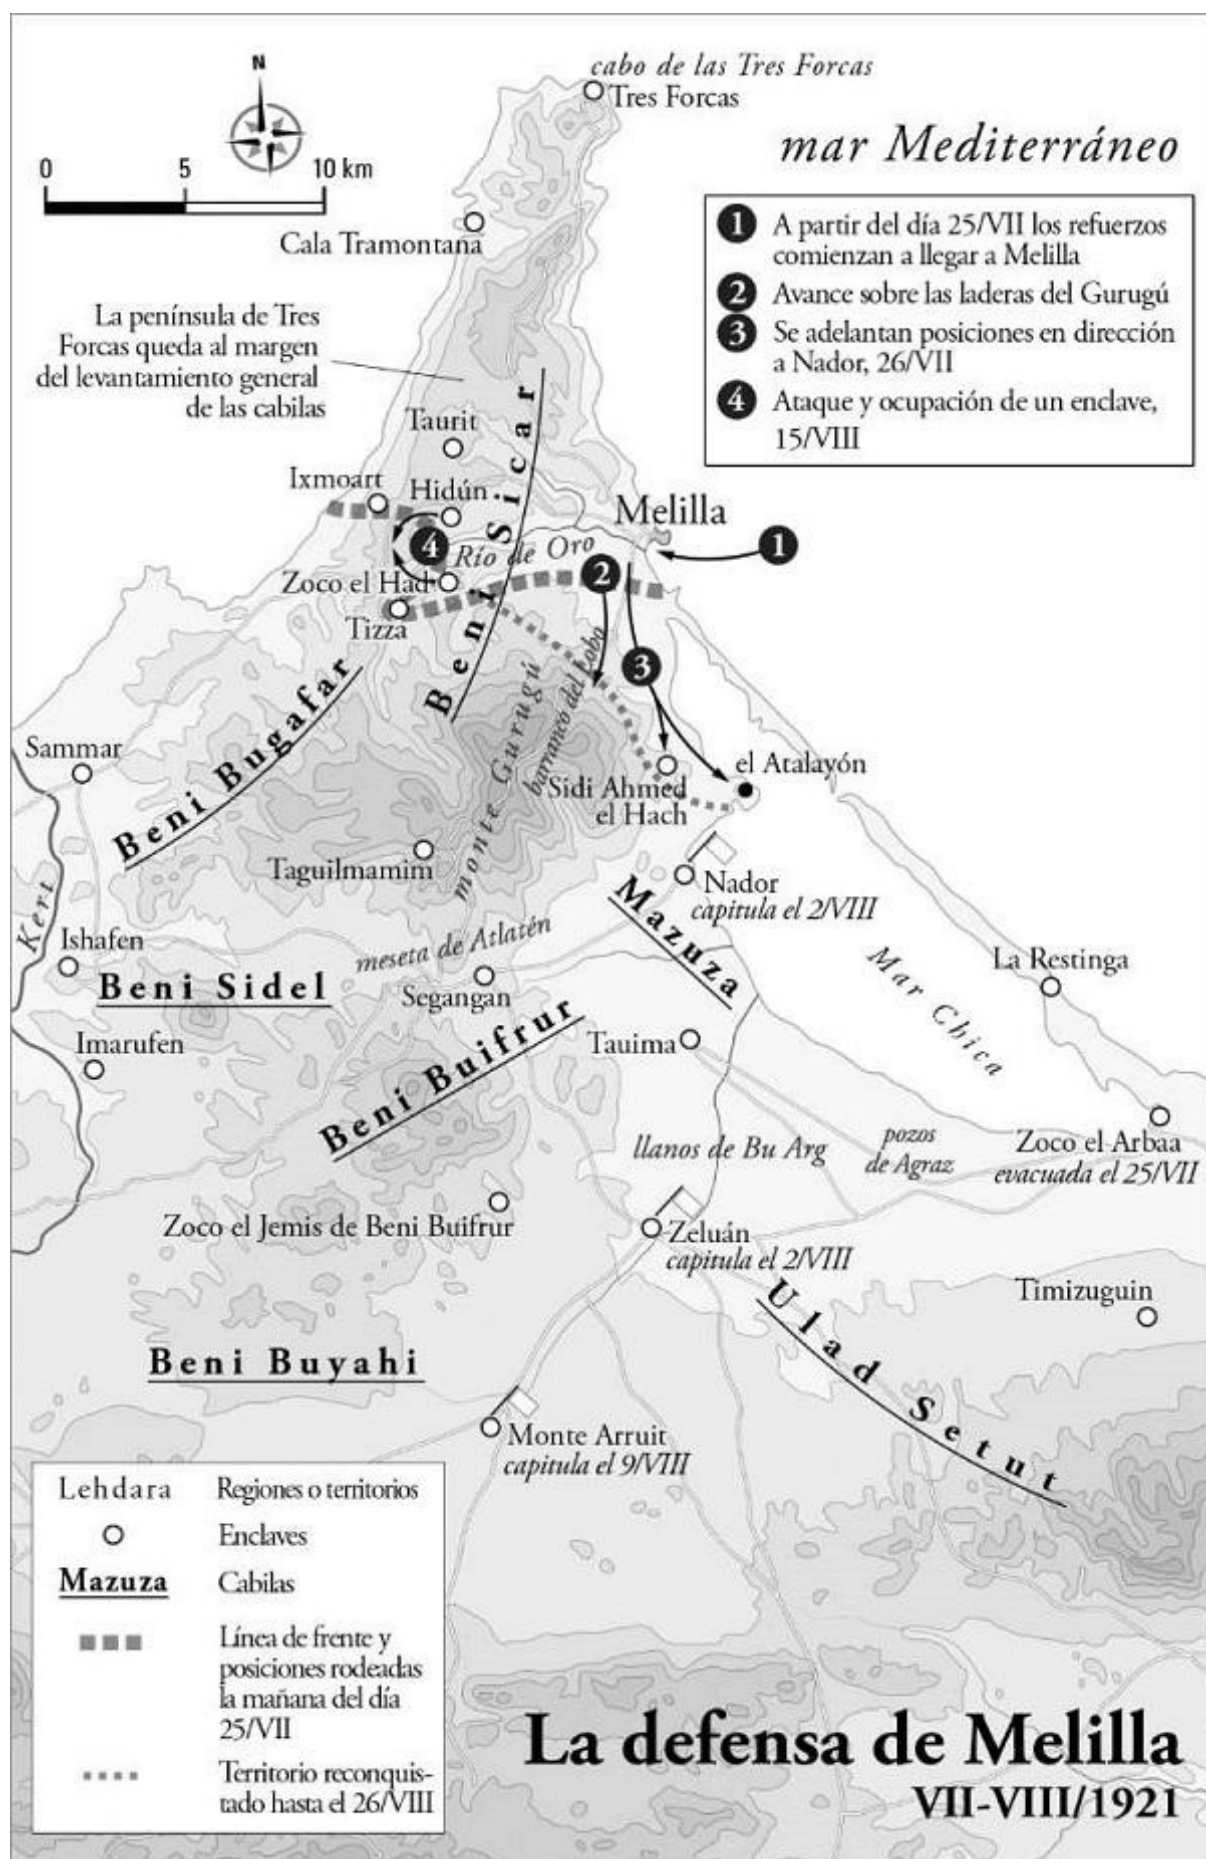 N
cabo de las Tres Forcas
Tres Forcas
mar Mediterráneo
0 5 10 km
1 A partir del día 25/VII los refuerzos
comienzan a llegar a Melilla
2 Avance sobre las laderas del Gurugú
3 Se adelantan posiciones en dirección
a Nador, 26/VII
4 Ataque y ocupación de un enclave,
15/VIII
Cala Tramontana
La península de Tres
Forcas queda al margen
del levantamiento general
de las cabilas
Taurit
Beni Sicar
Ixmoart
Hidún
Melilla
1
4
Río de Oro
2
Zoco el Had
Tizza
3
barranco del Lobo
monte Gurugú
Beni Bugafar
Sammar
el Atalayón
Sidi Ahmed
el Hach
Taguilmamim
Nador
capitula el 2/VIII
Mazuza
Kert
Ishafen
meseta de Atlatén
Beni Sidel
Segangan
Mar Chica
La Restinga
Imarufen
Beni Buifrur
Tauima
llanos de Bu Arg
pozos
de Agraz
Zoco el Arbaa
evacuada el 25/VII
Zoco el Jemis de Beni Buifrur
Zeluán
capitula el 2/VIII
Timizuguin
Ulad Setut
Beni Buyahi
Monte Arruit
capitula el 9/VIII
Lehdara Regiones o territorios
Enclaves
Mazuza Cabilas
Línea de frente y
posiciones rodeadas
la mañana del día
25/VII
Territorio reconquis-
tado hasta el 26/VIII
La defensa de Melilla
VII-VIII/1921